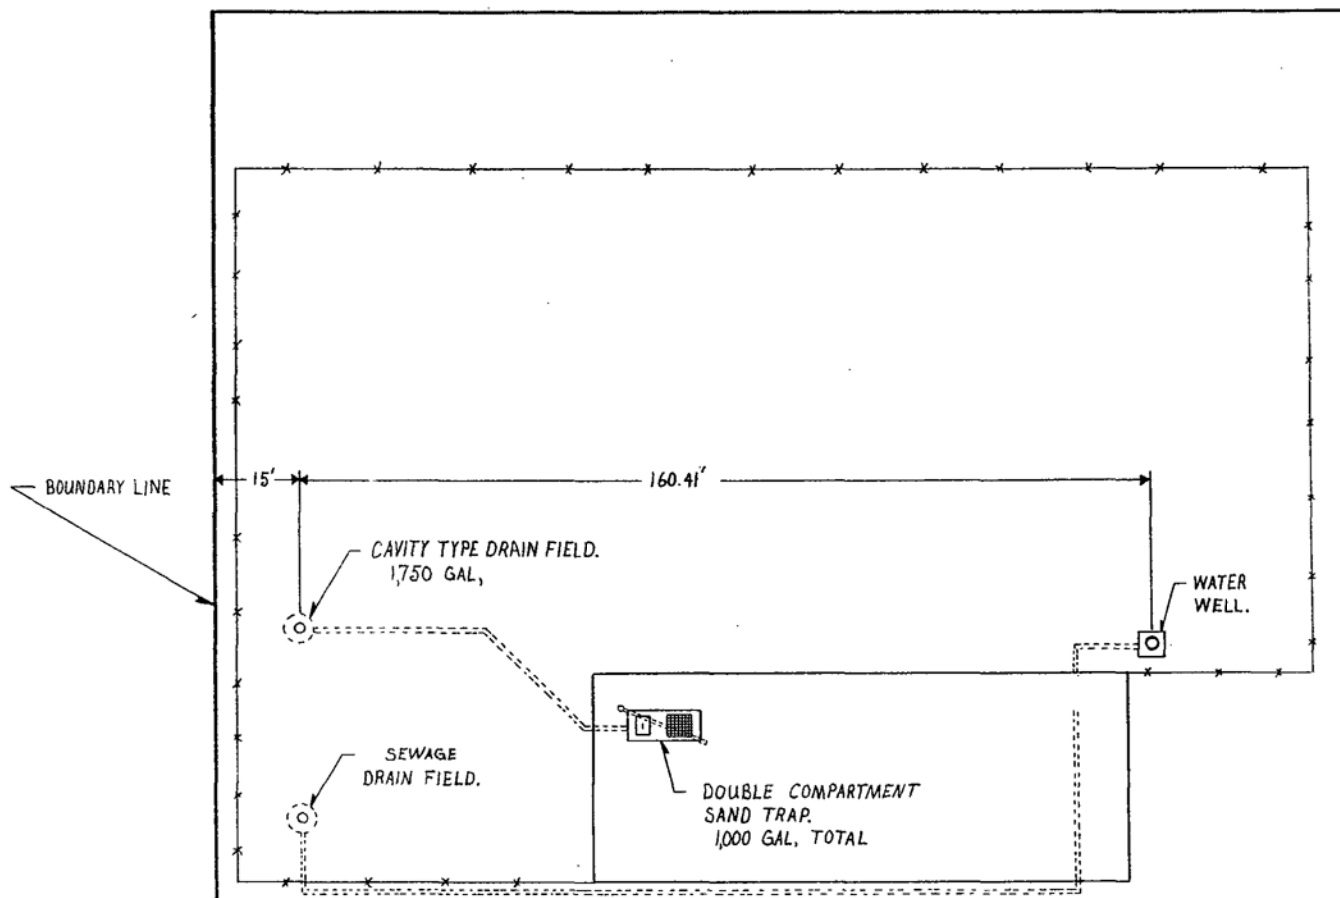 15'
160.41'
BOUNDARY LINE
CAVITY TYPE DRAIN FIELD.
1,750 GAL,
WATER
WELL.
SEWAGE
DRAIN FIELD.
DOUBLE COMPARTMENT
SAND TRAP.
1,000 GAL, TOTAL